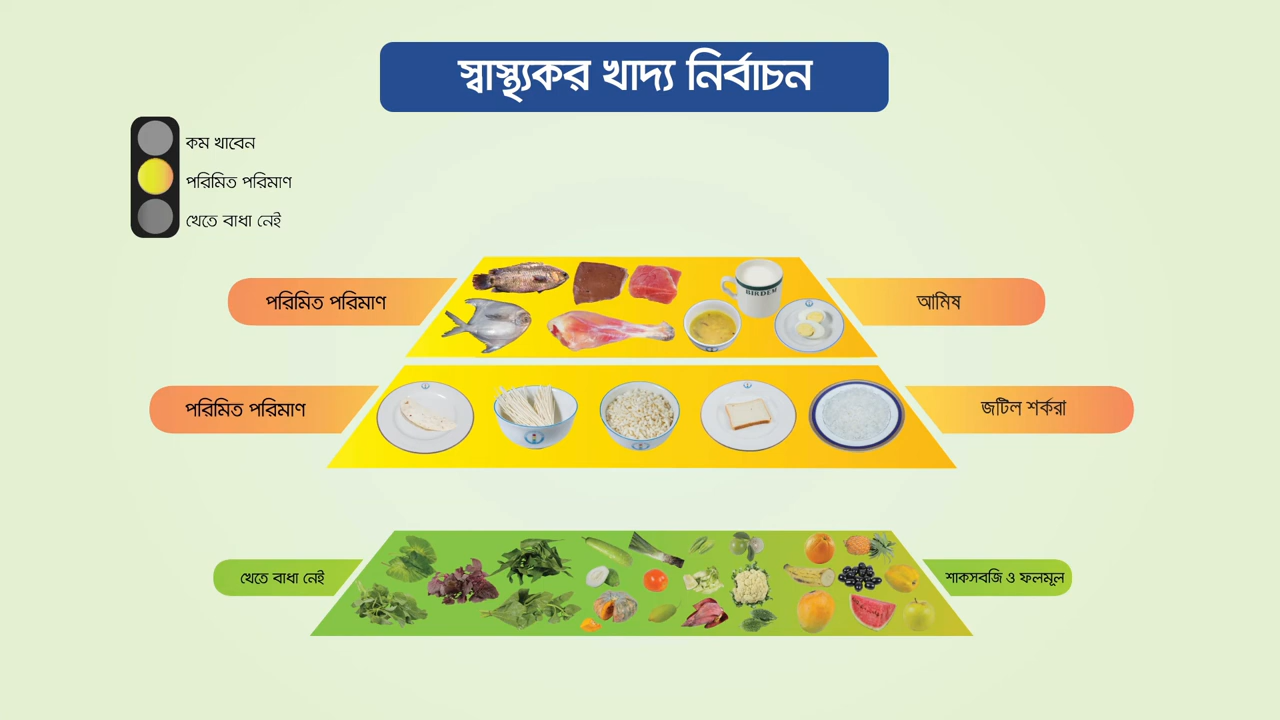 স্বাস্থ্যকর খাদ্য নির্বাচন
কম খাবেন
পরিমিত পরিমাণ
খেতে বাধা নেই
পরিমিত পরিমাণ
আমিষ
BIRDEM
পরিমিত পরিমাণ
জটিল শর্করা
খেতে বাধা নেই
শাকসবজি ও ফলমূল